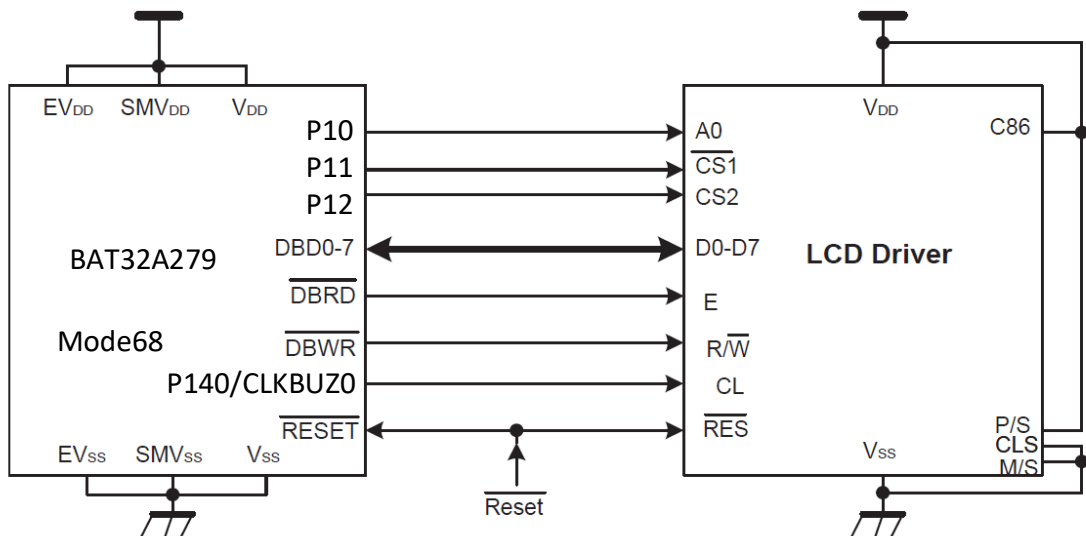 EVDD SMVDD VDD
P10
P11
P12
BAT32A279
DBD0-7
DBRD
Mode68
DBWR
P140/CLKBUZ0
RESET
EVSS SMVSS VSS
Reset
VDD
C86
A0
CS1
CS2
D0-D7
LCD Driver
E
R/W
CL
RES
P/S
VSS
CLS
M/S